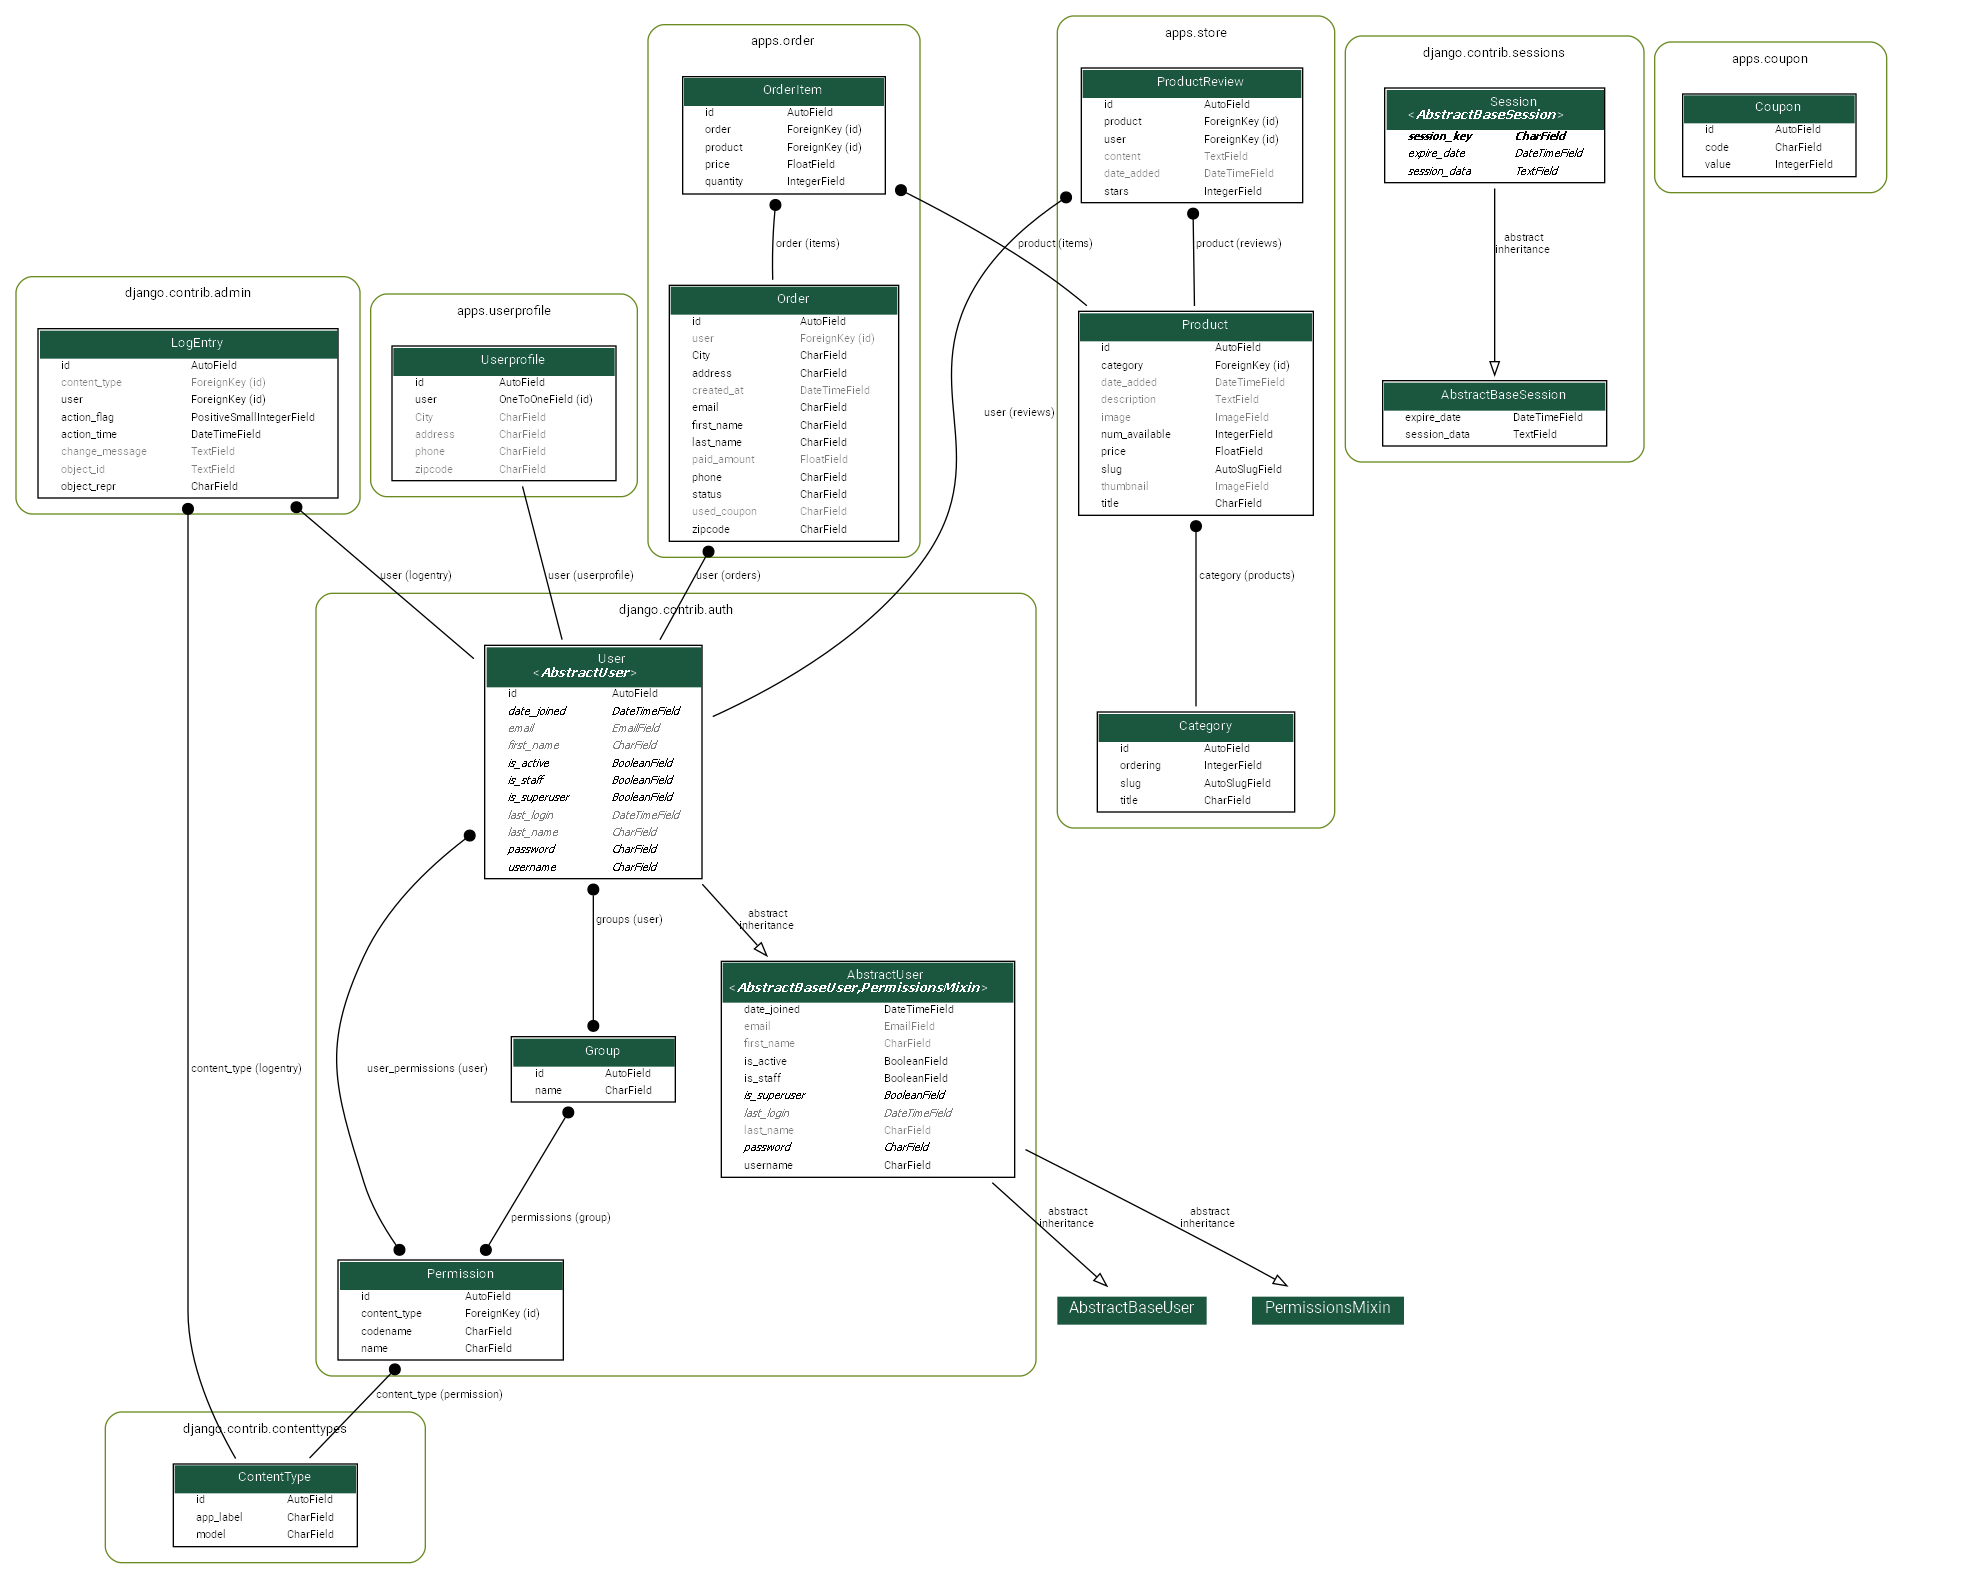 apps.order
OrderItem
id AutoField
order ForeignKey (id)
product ForeignKey (id)
price FloatField
quantity IntegerField
order (items)
Order
id AutoField
user ForeignKey (id)
City CharField
address CharField
created_at DateTimeField
email CharField
first_name CharField
last_name CharField
paid_amount FloatField
phone CharField
status CharField
used_coupon CharField
zipcode CharField
apps.store
ProductReview
id AutoField
product ForeignKey (id)
user ForeignKey (id)
content TextField
date_added DateTimeField
stars IntegerField
product (items)
product (reviews)
user (reviews)
Product
id AutoField
category ForeignKey (id)
date_added DateTimeField
description TextField
image ImageField
num_available IntegerField
price FloatField
slug AutoSlugField
thumbnail ImageField
title CharField
category (products)
Category
id AutoField
ordering IntegerField
slug AutoSlugField
title CharField
django.contrib.sessions
Session
<AbstractBaseSession>
session_key CharField
expire_date DateTimeField
session_data TextField
abstract
inheritance
AbstractBaseSession
expire_date DateTimeField
session_data TextField
apps.coupon
Coupon
id AutoField
code CharField
value IntegerField
django.contrib.admin
LogEntry
id AutoField
content_type ForeignKey (id)
user ForeignKey (id)
action_flag PositiveSmallIntegerField
action_time DateTimeField
change_message TextField
object_id TextField
object_repr CharField
apps.userprofile
Userprofile
id AutoField
user OneToOneField (id)
City CharField
address CharField
phone CharField
zipcode CharField
user (logentry)
user (userprofile)
user (orders)
django.contrib.auth
User
<AbstractUser>
id AutoField
date_joined DateTimeField
email EmailField
first_name CharField
is_active BooleanField
is_staff BooleanField
is_superuser BooleanField
last_login DateTimeField
last_name CharField
password CharField
username CharField
groups (user)
abstract
inheritance
AbstractUser
<AbstractBaseUser,PermissionsMixin>
date_joined DateTimeField
email EmailField
first_name CharField
is_active BooleanField
is_staff BooleanField
is_superuser BooleanField
last_login DateTimeField
last_name CharField
password CharField
username CharField
content_type (logentry)
user_permissions (user)
Group
id AutoField
name CharField
permissions (group)
abstract
inheritance
abstract
inheritance
AbstractBaseUser
PermissionsMixin
Permission
id AutoField
content_type ForeignKey (id)
codename CharField
name CharField
content_type (permission)
django.contrib.contenttypes
ContentType
id AutoField
app_label CharField
model CharField